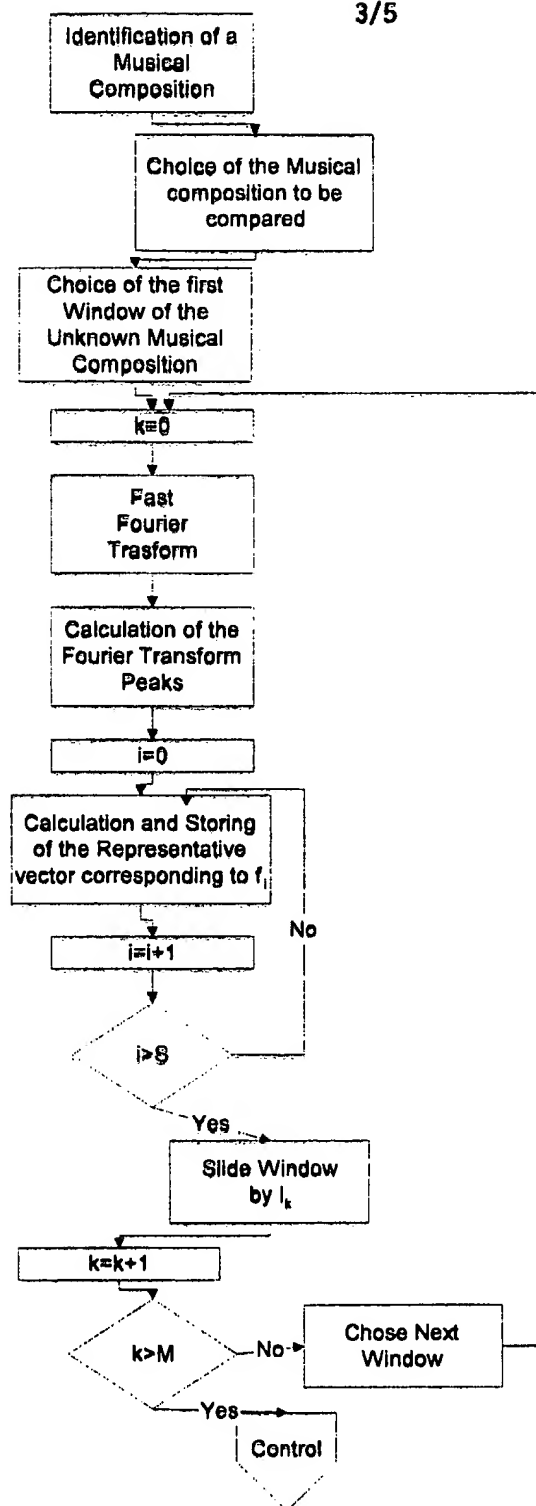 3/5
Identification of a
Musical
Composition
Choice of the Musical
composition to be
compared
Choice of the first
Window of the
Unknown Musical
Composition
k=0
Fast
Fourier
Trasform
Calculation of the
Fourier Transform
Peaks
i=0
Calculation and Storing
of the Representative
vector corresponding to f_i
No
i=i+1
i>S
Yes
Slide Window
by l_k
k=k+1
k>M
No
Chose Next
Window
Yes
Control